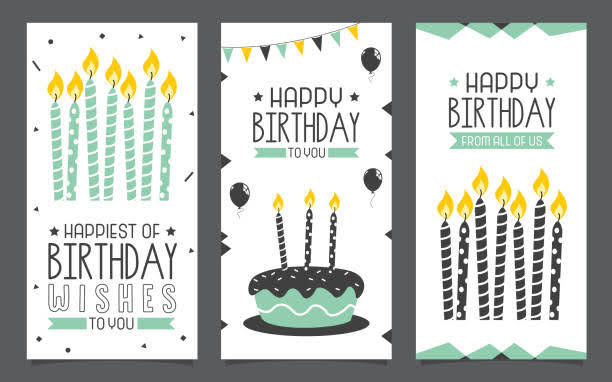 HAPPIEST OF
BIRTHDAY
WISHES
TO YOU
HAPPY
BIRTHDAY
TO YOU
HAPPY
BIRTHDAY
FROM ALL OF US